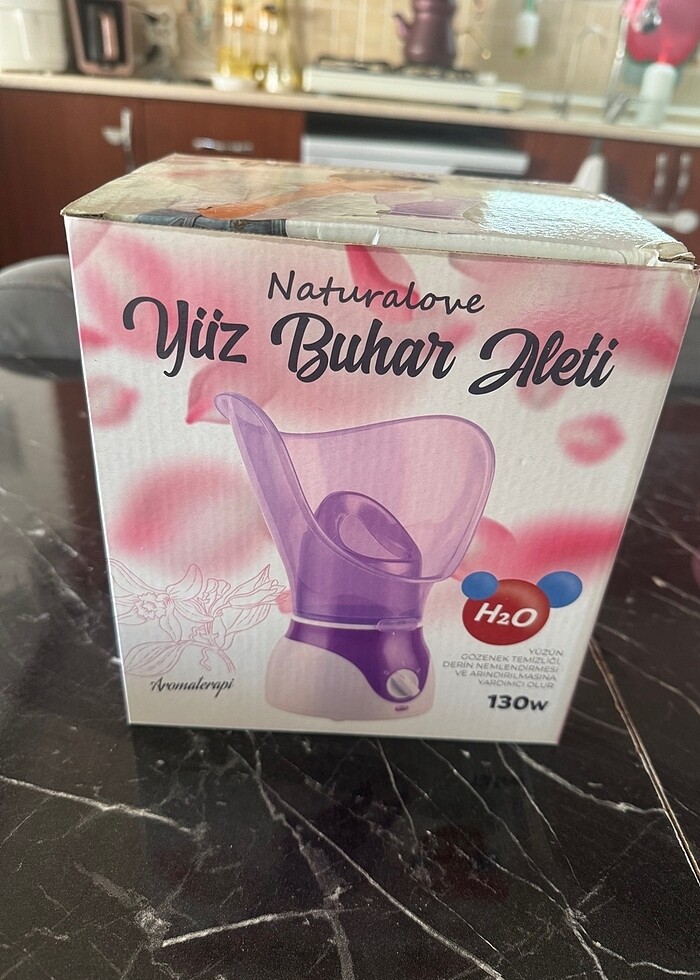 Naturalove
Yüz Buhar Aleti
H₂O
YÜZÜN
GÖZENEK TEMİZLİĞİ,
DERİN NEMLENDİRMESİ
VE ARINDIRILMASINA
YARDIMCI OLUR
130w
Aromaterapi